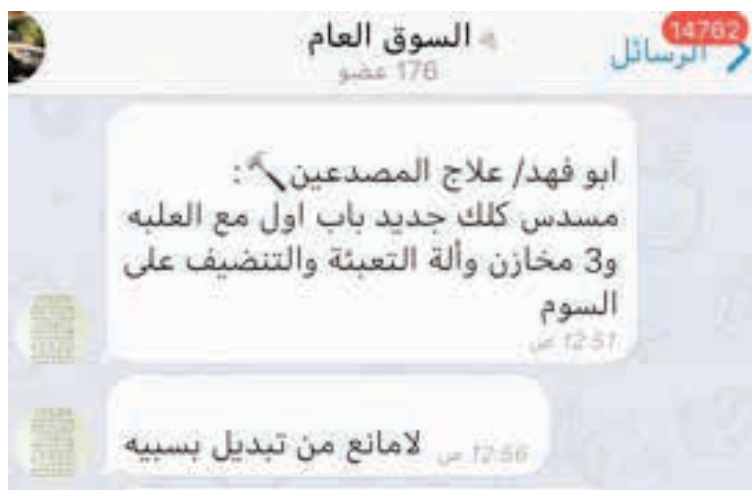 14762
الرسائل
السوق العام
176 عضو
ابو فهد/ علاج المصدعين🔨:
مسدس كلك جديد باب اول مع العلبه
و3 مخازن وألة التعبئة والتنضيف على
السوم
12:51 ص
لامانع من تبديل بسبيه
12:56 ص